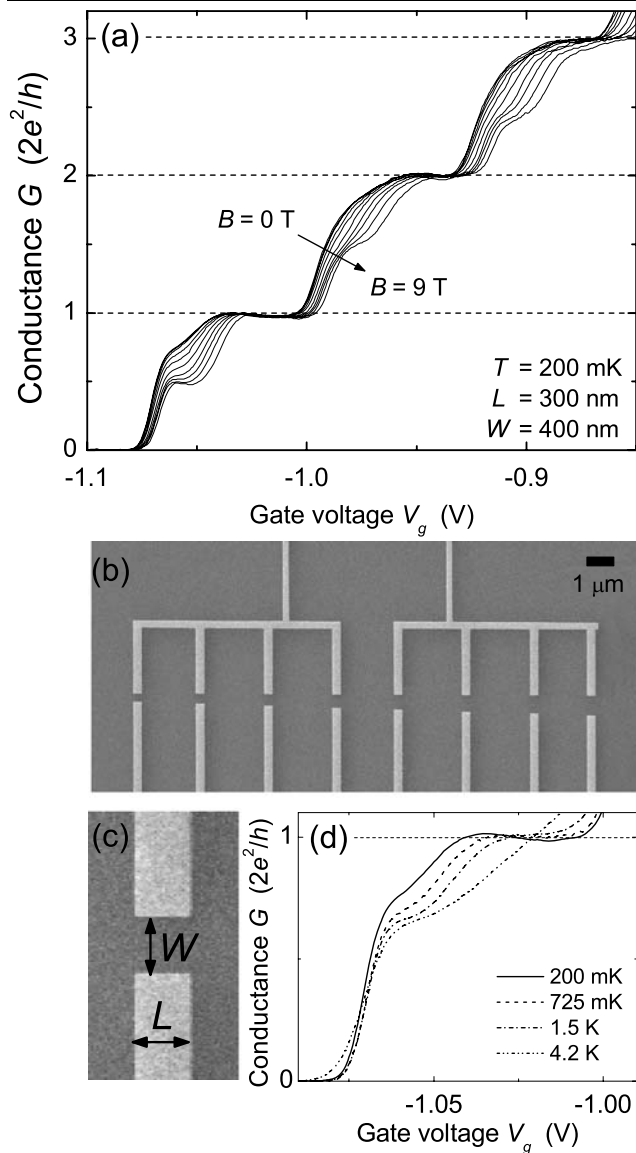 (a)
3
2
1
0
Conductance G (2e²/h)
B = 0 T
B = 9 T
T = 200 mK
L = 300 nm
W = 400 nm
-1.1
-1.0
-0.9
Gate voltage V_g (V)
(b)
1 μm
(c)
W
L
(d)
1
0
Conductance G (2e²/h)
200 mK
725 mK
1.5 K
4.2 K
-1.05
-1.00
Gate voltage V_g (V)